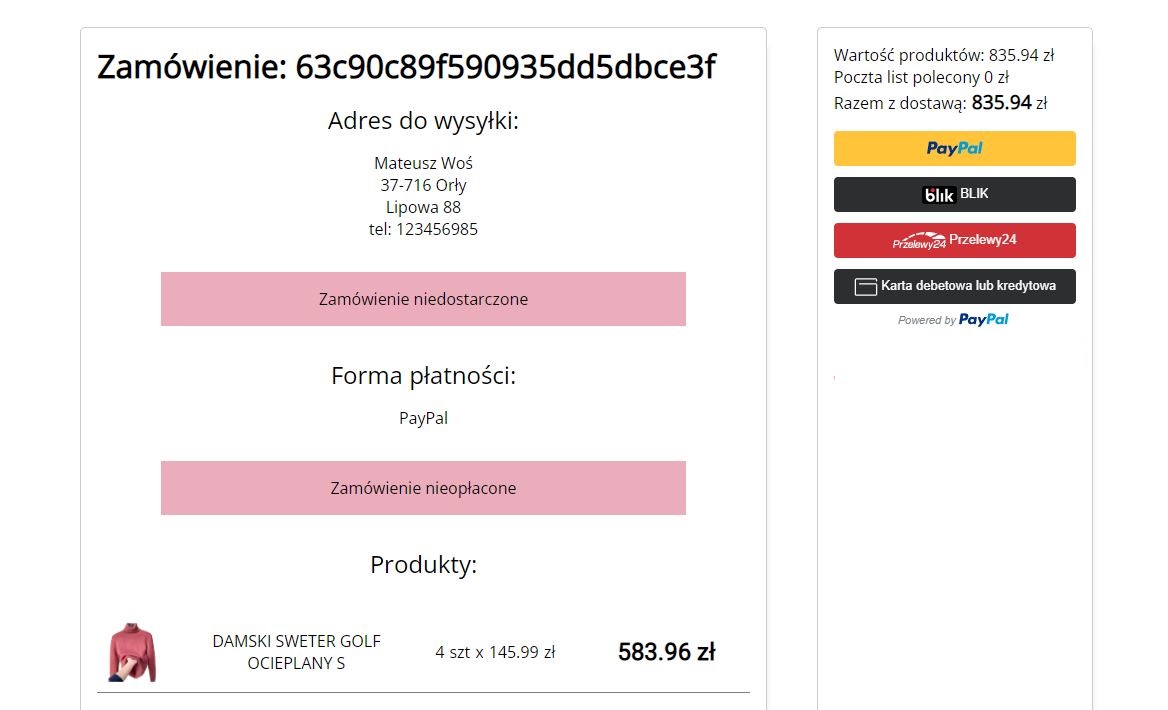 Zamówienie: 63c90c89f590935dd5dbce3f
Adres do wysyłki:
Mateusz Woś
37-716 Orły
Lipowa 88
tel: 123456985
Zamówienie niedostarczone
Forma płatności:
PayPal
Zamówienie nieopłacone
Produkty:
DAMSKI SWETER GOLF
OCIEPLANY S
4 szt x 145.99 zł
583.96 zł
Wartość produktów: 835.94 zł
Poczta list polecony 0 zł
Razem z dostawą: 835.94 zł
PayPal
blik BLIK
Przelewy24 Przelewy24
Karta debetowa lub kredytowa
Powered by PayPal